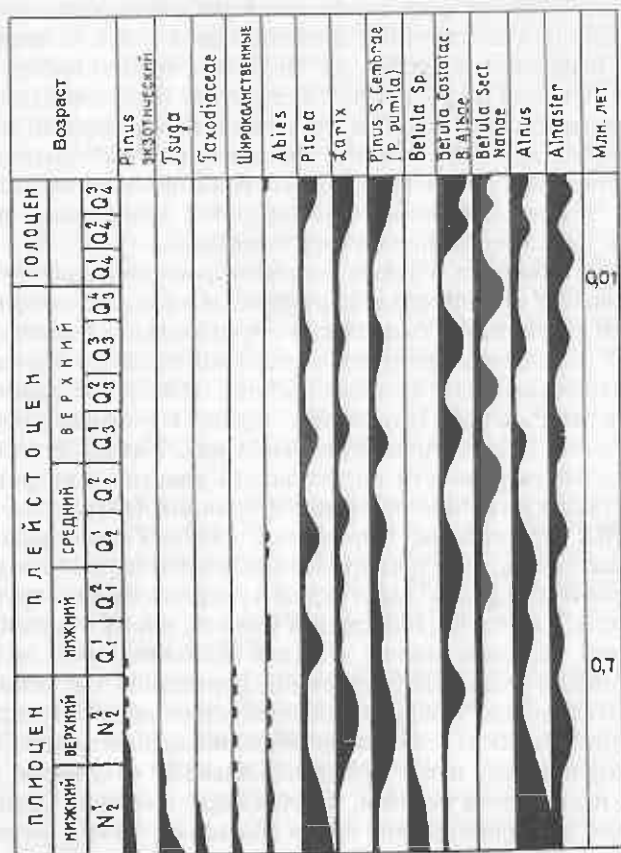 Возраст
Pinus
экзотический
Tsuga
Taxodiaceae
Широколиственные
Abies
Picea
Larix
Pinus S. Cembrae
(P. pumila)
Betula Sp.
Betula Costatae,
B. Albae
Betula Sect
Nanae
Alnus
Alnaster
Млн. лет
ГОЛОЦЕН
Q₄³
Q₄²
Q₄¹
ПЛЕЙСТОЦЕН
ВЕРХНИЙ
Q₃⁴
Q₃³
Q₃²
Q₃¹
СРЕДНИЙ
Q₂²
Q₂¹
НИЖНИЙ
Q₁²
Q₁¹
ПЛИОЦЕН
ВЕРХНИЙ
N₂²
НИЖНИЙ
N₂¹
0,01
0,7